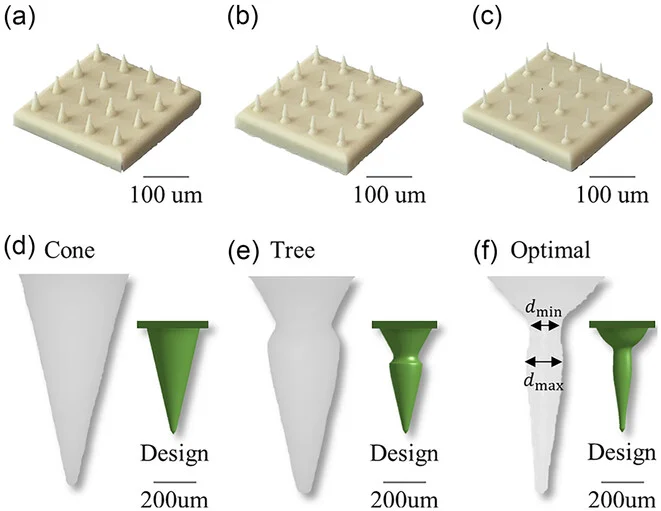 (a)
(b)
(c)
100 um
100 um
100 um
(d) Cone
(e) Tree
(f) Optimal
dmin
dmax
Design
Design
Design
200um
200um
200um